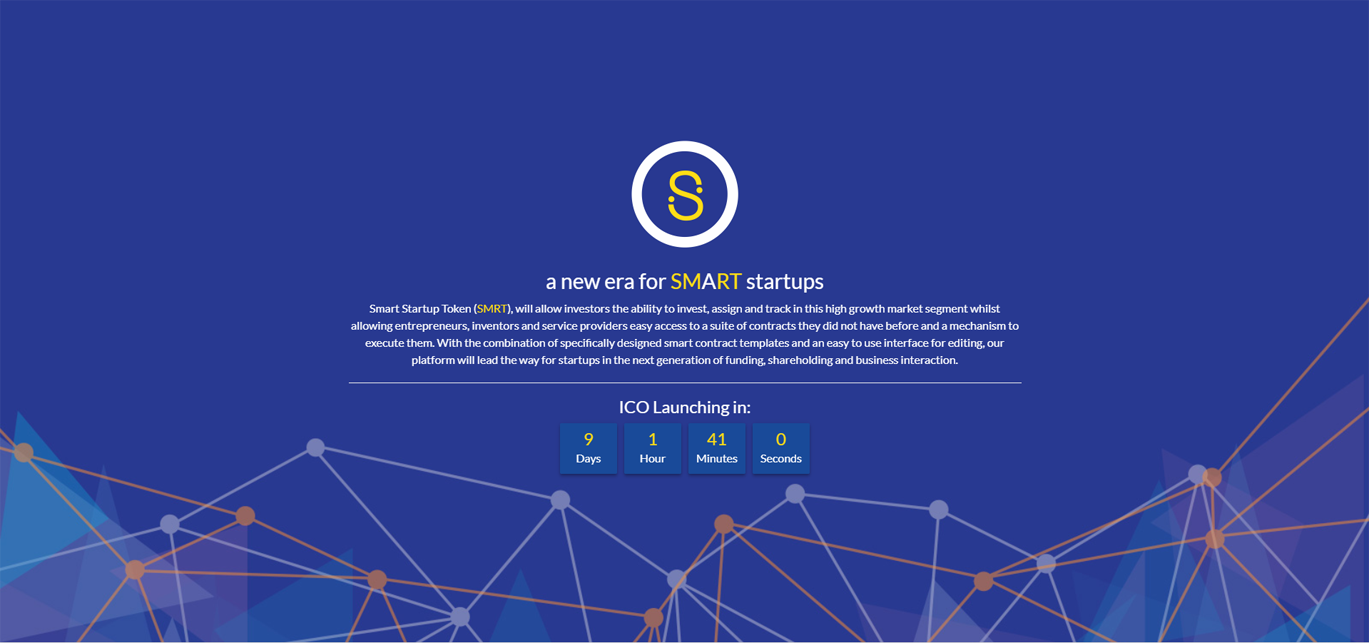 S
a new era for SMART startups
Smart Startup Token (SMRT), will allow investors the ability to invest, assign and track in this high growth market segment whilst
allowing entrepreneurs, inventors and service providers easy access to a suite of contracts they did not have before and a mechanism to
execute them. With the combination of specifically designed smart contract templates and an easy to use interface for editing, our
platform will lead the way for startups in the next generation of funding, shareholding and business interaction.
ICO Launching in:
9 1 41 0
Days Hour Minutes Seconds